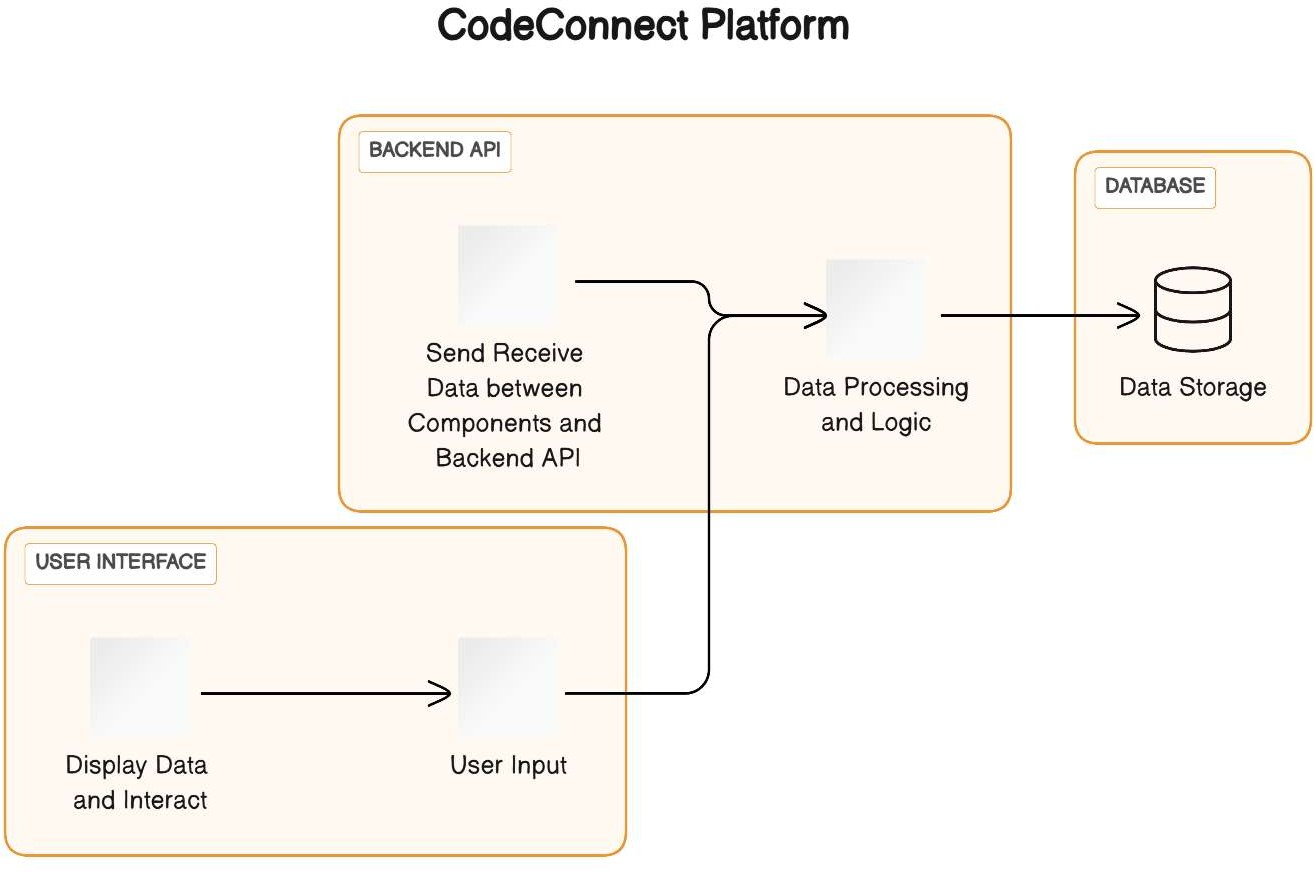 CodeConnect Platform
BACKEND API
Send Receive
Data between
Components and
Backend API
Data Processing
and Logic
DATABASE
Data Storage
USER INTERFACE
Display Data
and Interact
User Input